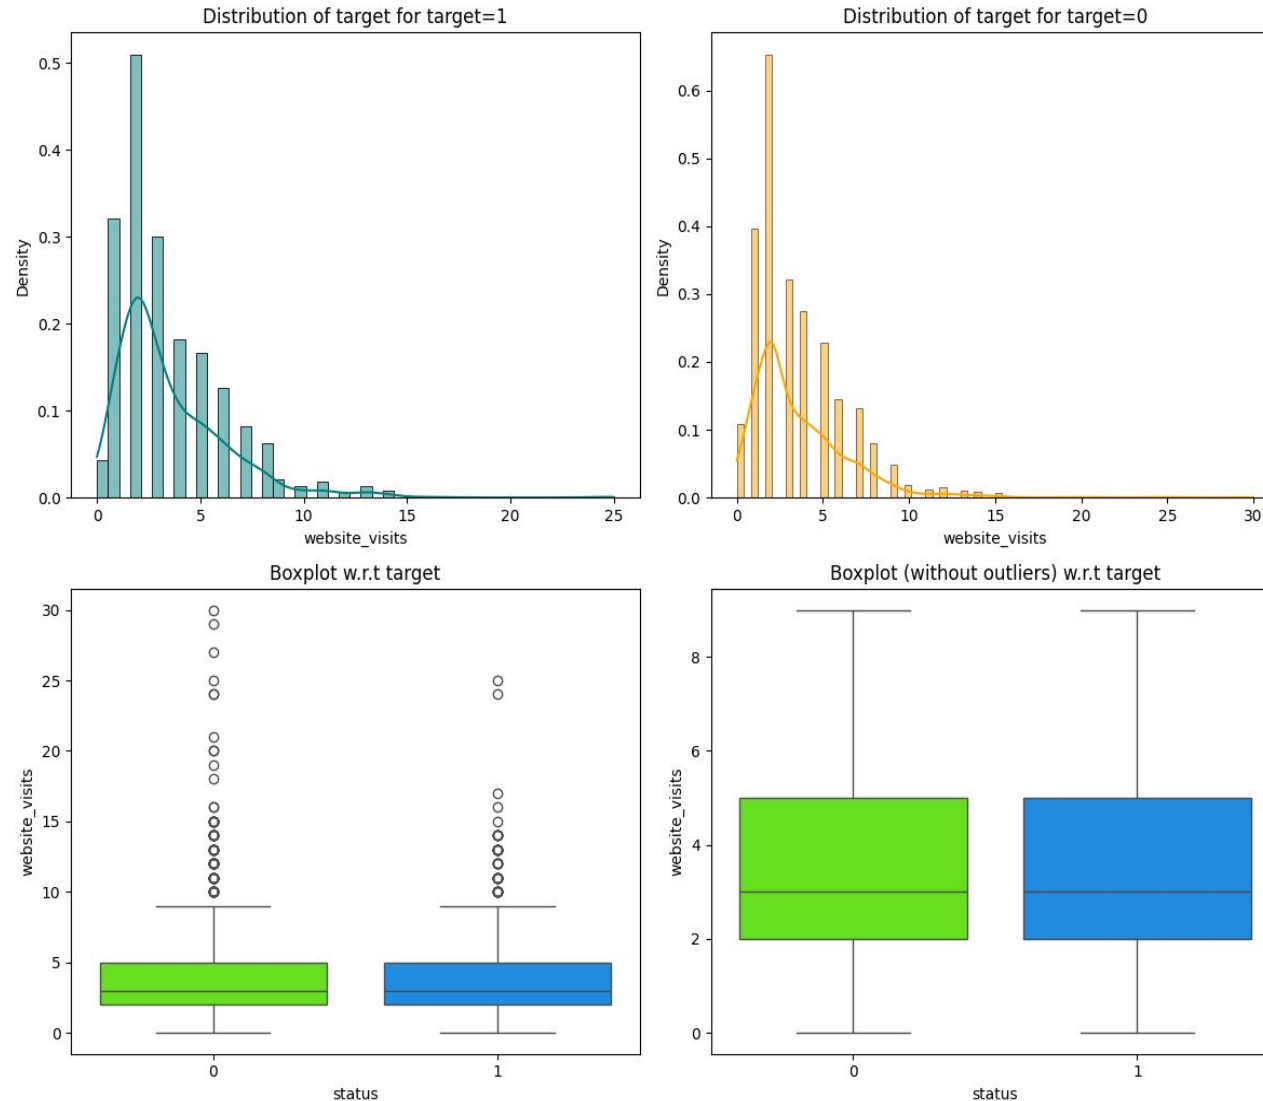 Distribution of target for target=1
0.5
0.4
0.3
0.2
0.1
0.0
Density
0 5 10 15 20 25
website_visits
Distribution of target for target=0
0.6
0.5
0.4
0.3
0.2
0.1
0.0
Density
0 5 10 15 20 25 30
website_visits
Boxplot w.r.t target
30
25
20
15
10
5
0
website_visits
0 1
status
Boxplot (without outliers) w.r.t target
8
6
4
2
0
website_visits
0 1
status